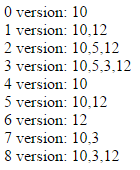 0 version: 10
1 version: 10,12
2 version: 10,5,12
3 version: 10,5,3,12
4 version: 10
5 version: 10,12
6 version: 12
7 version: 10,3
8 version: 10,3,12